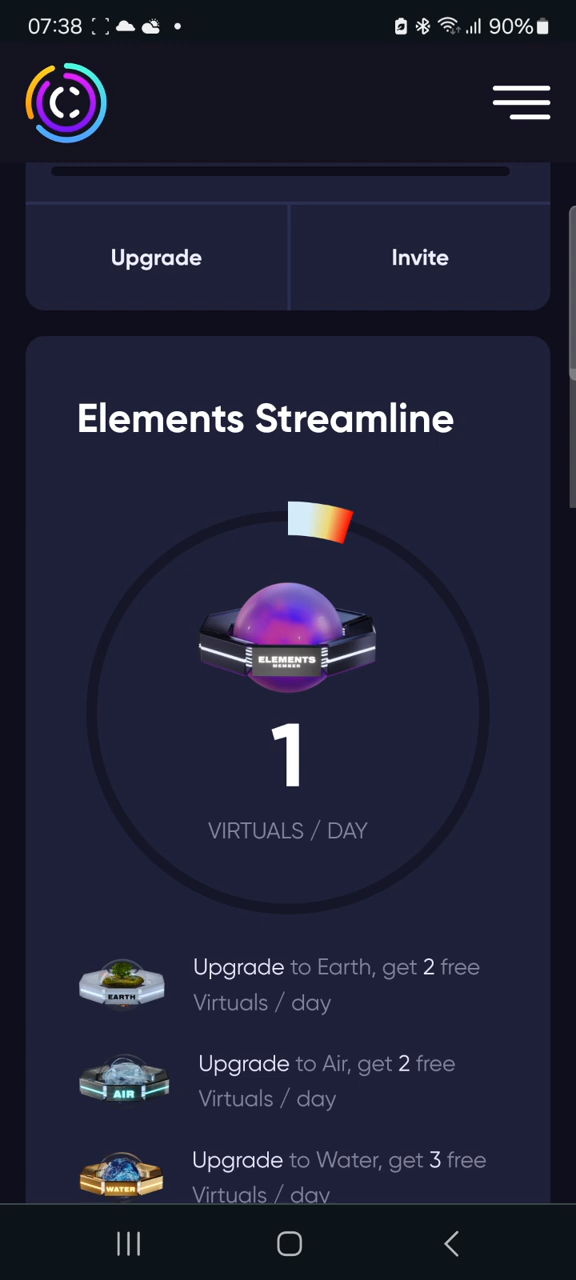 07:38
90%
Upgrade
Invite
Elements Streamline
ELEMENTS
MEMBER
1
VIRTUALS / DAY
EARTH
Upgrade to Earth, get 2 free
Virtuals / day
AIR
Upgrade to Air, get 2 free
Virtuals / day
WATER
Upgrade to Water, get 3 free
Virtuals / day